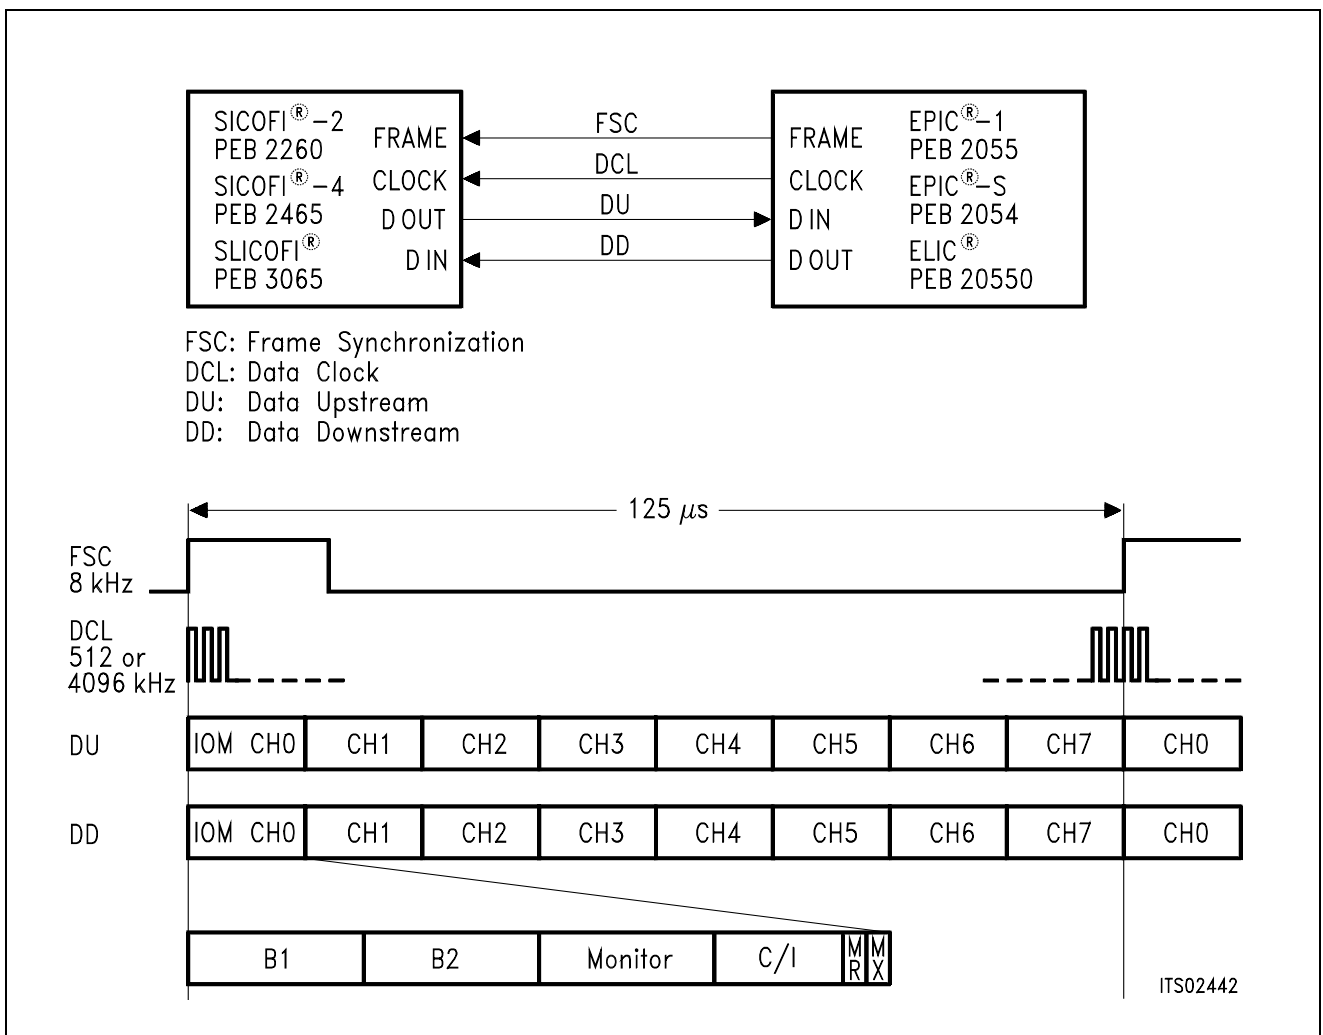 SICOFI®-2
PEB 2260
SICOFI®-4
PEB 2465
SLICOFI®
PEB 3065
FRAME
CLOCK
D OUT
D IN
FSC
DCL
DU
DD
FRAME
CLOCK
D IN
D OUT
EPIC®-1
PEB 2055
EPIC®-S
PEB 2054
ELIC®
PEB 20550
FSC: Frame Synchronization
DCL: Data Clock
DU: Data Upstream
DD: Data Downstream
125 μs
FSC
8 kHz
DCL
512 or
4096 kHz
DU IOM CH0 CH1 CH2 CH3 CH4 CH5 CH6 CH7 CH0
DD IOM CH0 CH1 CH2 CH3 CH4 CH5 CH6 CH7 CH0
B1 B2 Monitor C/I MR MX
ITS02442